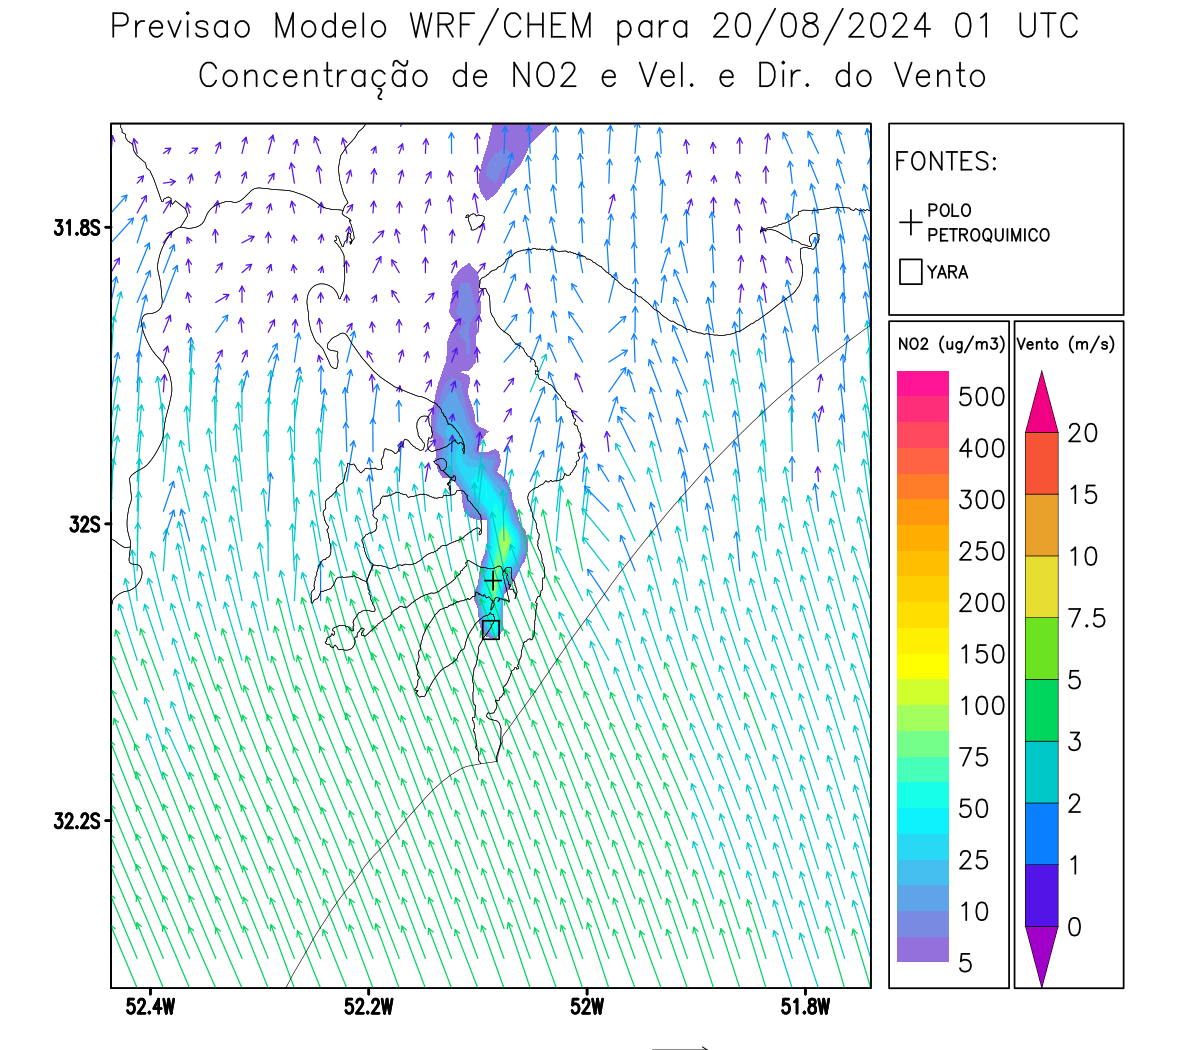 Previsao Modelo WRF/CHEM para 20/08/2024 01 UTC
Concentração de NO2 e Vel. e Dir. do Vento
FONTES:
POLO
PETROQUIMICO
YARA
31.8S
32S
32.2S
52.4W
52.2W
52W
51.8W
NO2 (ug/m3)
500
400
300
250
200
150
100
75
50
25
10
5
Vento (m/s)
20
15
10
7.5
5
3
2
1
0